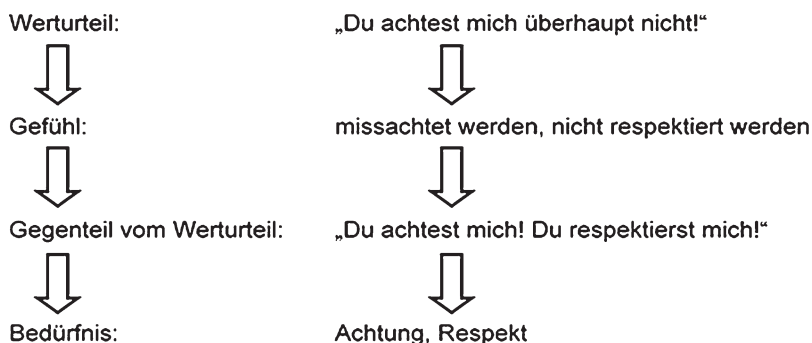 Werturteil: „Du achtest mich überhaupt nicht!“
Gefühl: missachtet werden, nicht respektiert werden
Gegenteil vom Werturteil: „Du achtest mich! Du respektierst mich!“
Bedürfnis: Achtung, Respekt